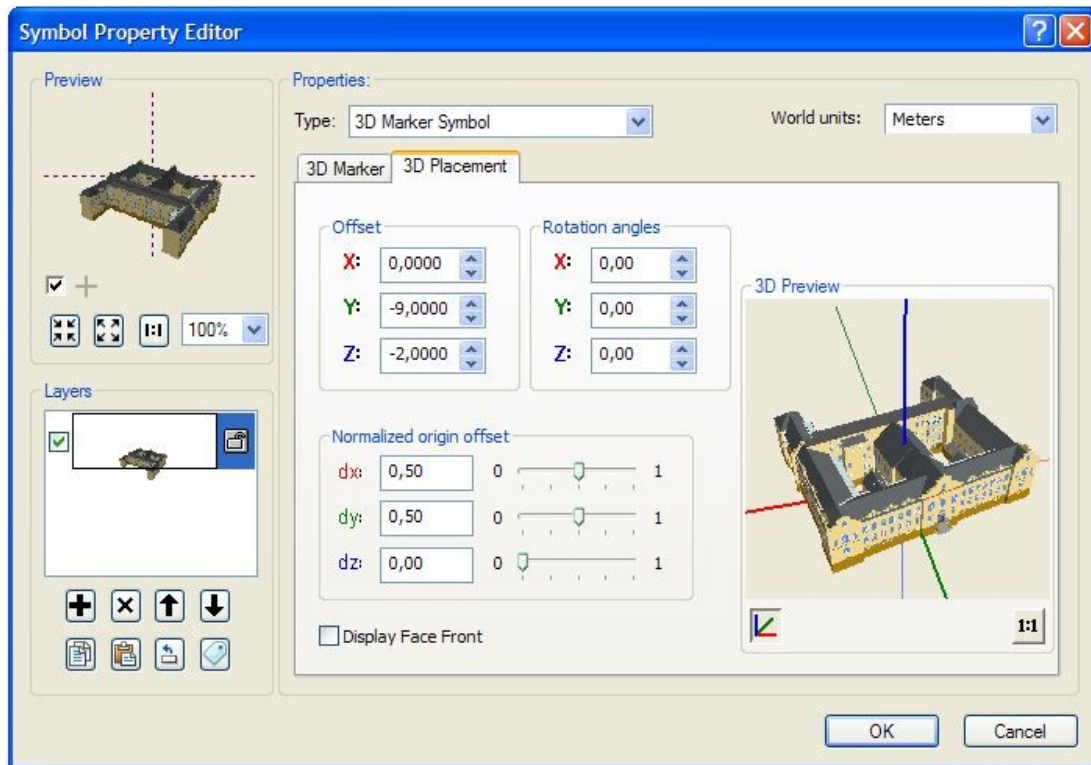 Symbol Property Editor
Preview
Properties:
Type: 3D Marker Symbol
World units: Meters
3D Marker 3D Placement
Offset
Rotation angles
X: 0,0000
X: 0,00
Y: -9,0000
Y: 0,00
Z: -2,0000
Z: 0,00
3D Preview
1:1 100%
Layers
Normalized origin offset
dx: 0,50 0 1
dy: 0,50 0 1
dz: 0,00 0 1
Display Face Front
1:1
OK Cancel